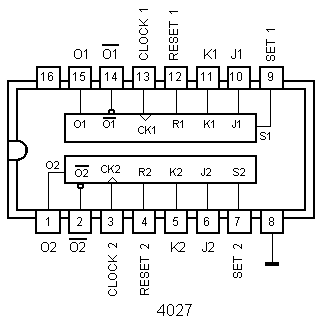 O1 O1 CLOCK 1 RESET 1 K1 J1 SET 1
16 15 14 13 12 11 10 9
O1 O1 CK1 R1 K1 J1 S1
O2 O2 CK2 R2 K2 J2 S2
1 2 3 4 5 6 7 8
O2 O2 CLOCK 2 RESET 2 K2 J2 SET 2
4027